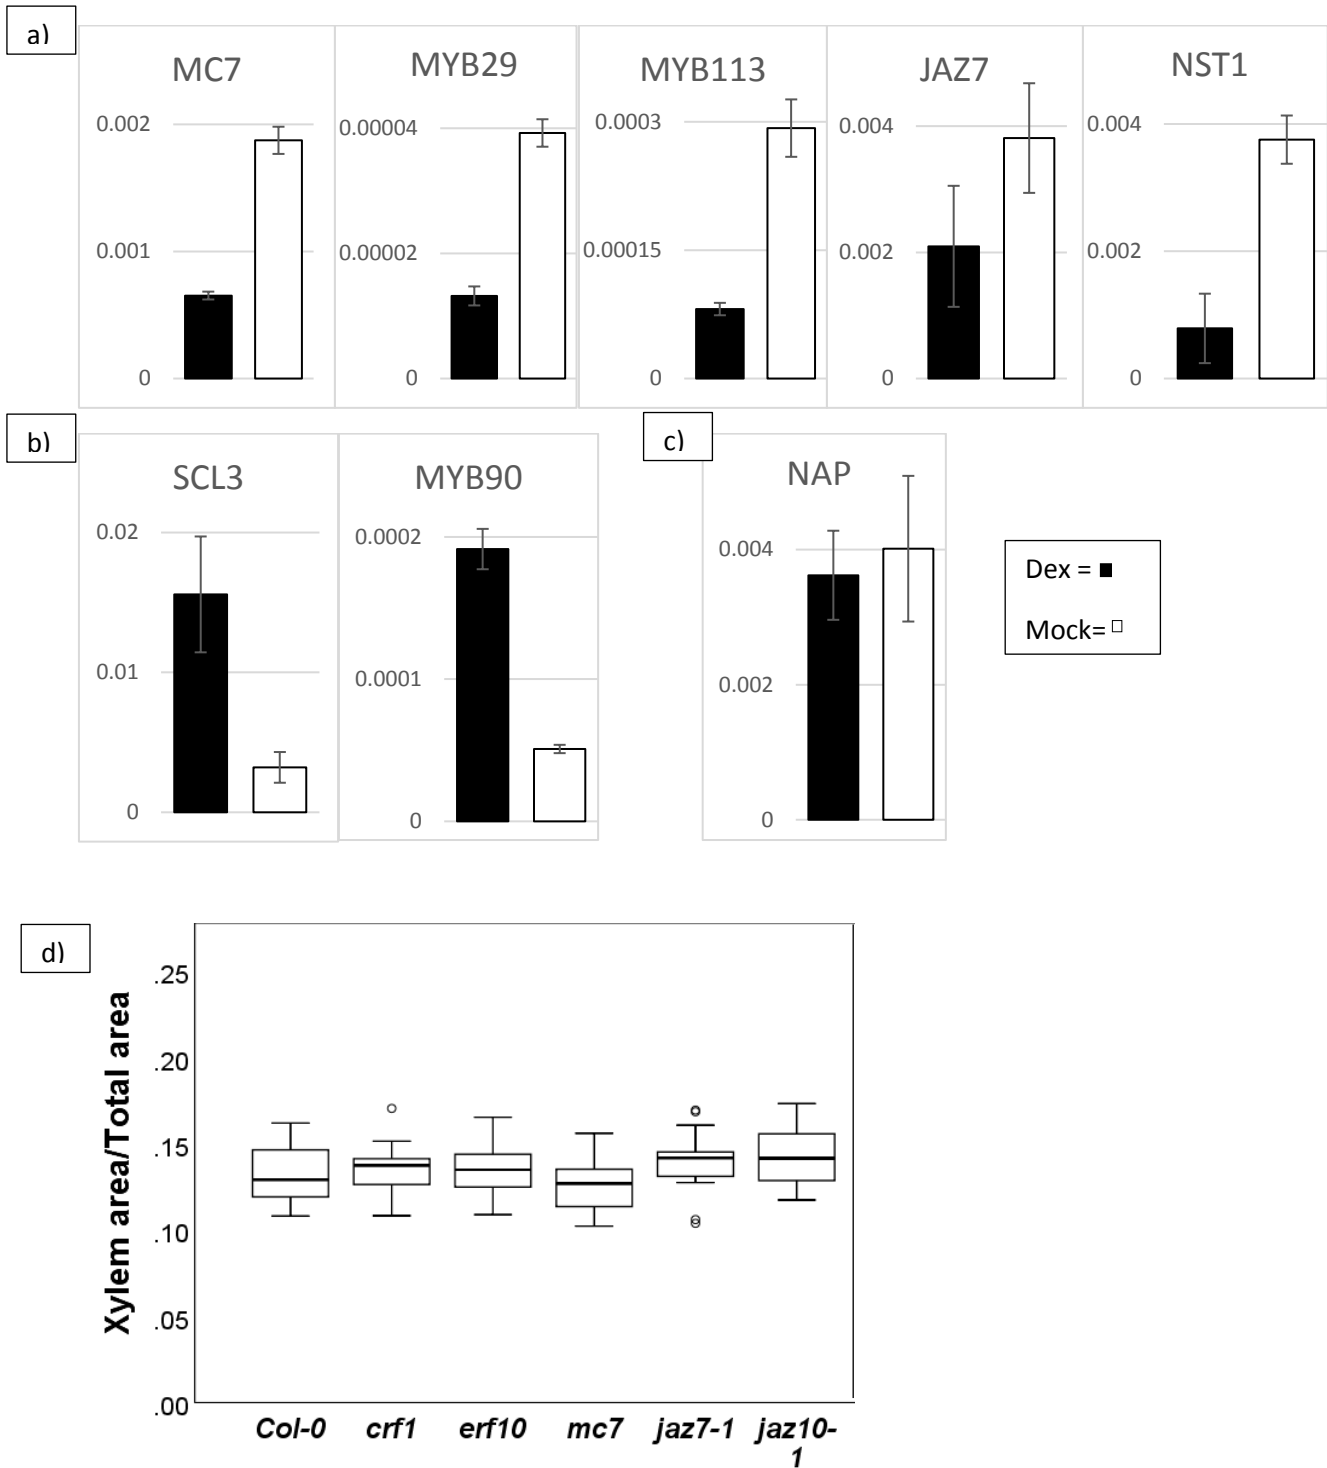 a)
MC7
0.002
0.001
0
MYB29
0.00004
0.00002
0
MYB113
0.0003
0.00015
0
JAZ7
0.004
0.002
0
NST1
0.004
0.002
0
b)
SCL3
0.02
0.01
0
MYB90
0.0002
0.0001
0
c)
NAP
0.004
0.002
0
Dex = ■
Mock= □
d)
Xylem area/Total area
.25
.20
.15
.10
.05
.00
Col-0 crf1 erf10 mc7 jaz7-1 jaz10-
1